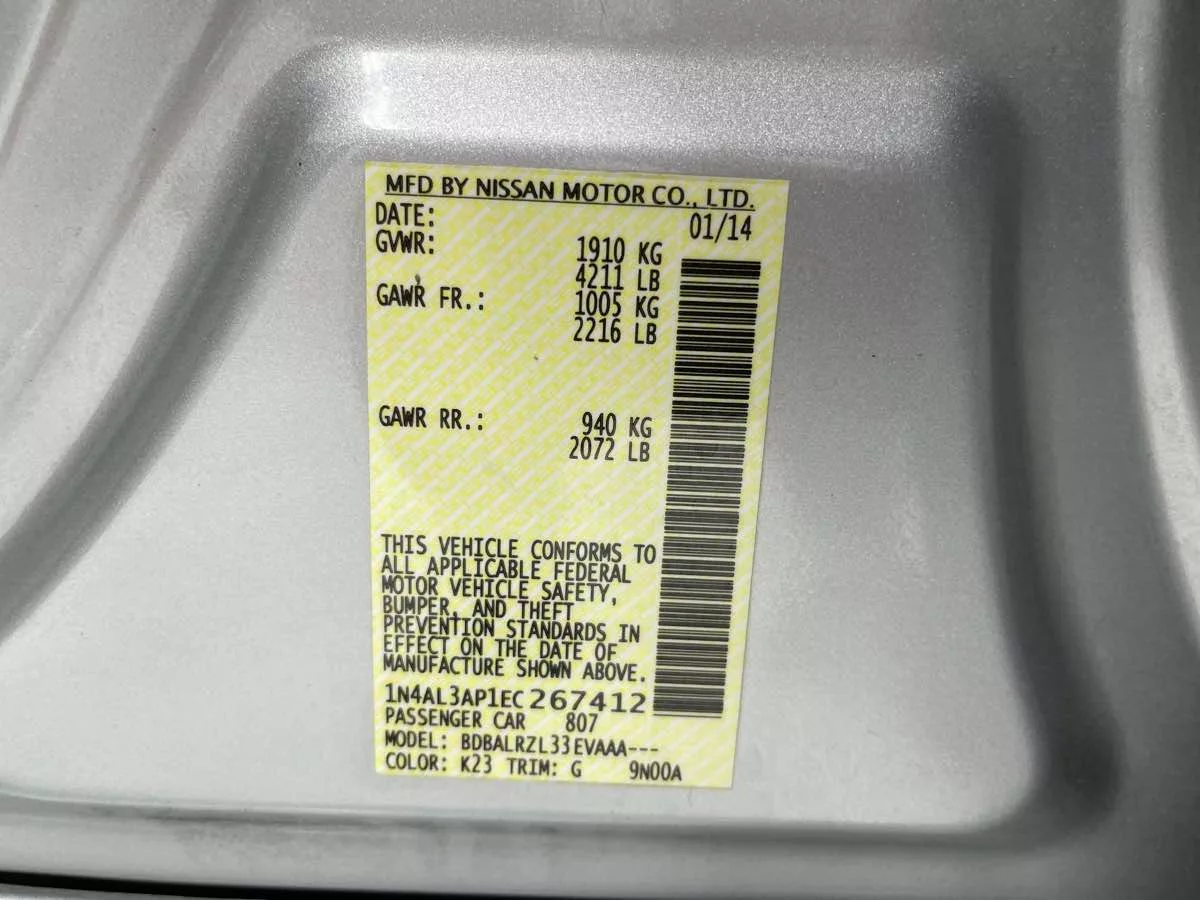 MFD BY NISSAN MOTOR CO., LTD.
DATE: 01/14
GVWR: 1910 KG
4211 LB
GAWR FR.: 1005 KG
2216 LB
GAWR RR.: 940 KG
2072 LB
THIS VEHICLE CONFORMS TO
ALL APPLICABLE FEDERAL
MOTOR VEHICLE SAFETY,
BUMPER, AND THEFT
PREVENTION STANDARDS IN
EFFECT ON THE DATE OF
MANUFACTURE SHOWN ABOVE.
1N4AL3AP1EC267412
PASSENGER CAR 807
MODEL: BDBALRZL33EVAAA---
COLOR: K23 TRIM: G 9N00A